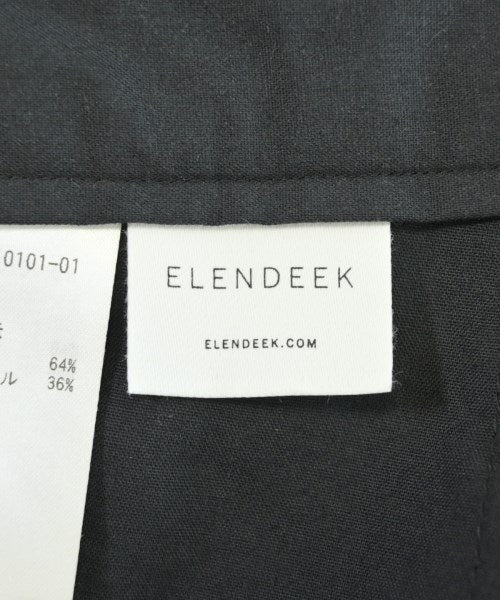 0101-01
64%
ル 36%
ELENDEEK
ELENDEEK.COM